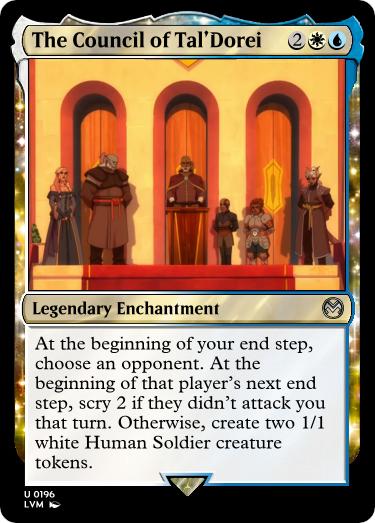 The Council of Tal'Dorei 2
Legendary Enchantment
At the beginning of your end step,
choose an opponent. At the
beginning of that player's next end
step, scry 2 if they didn't attack you
that turn. Otherwise, create two 1/1
white Human Soldier creature
tokens.
U 0196
LVM